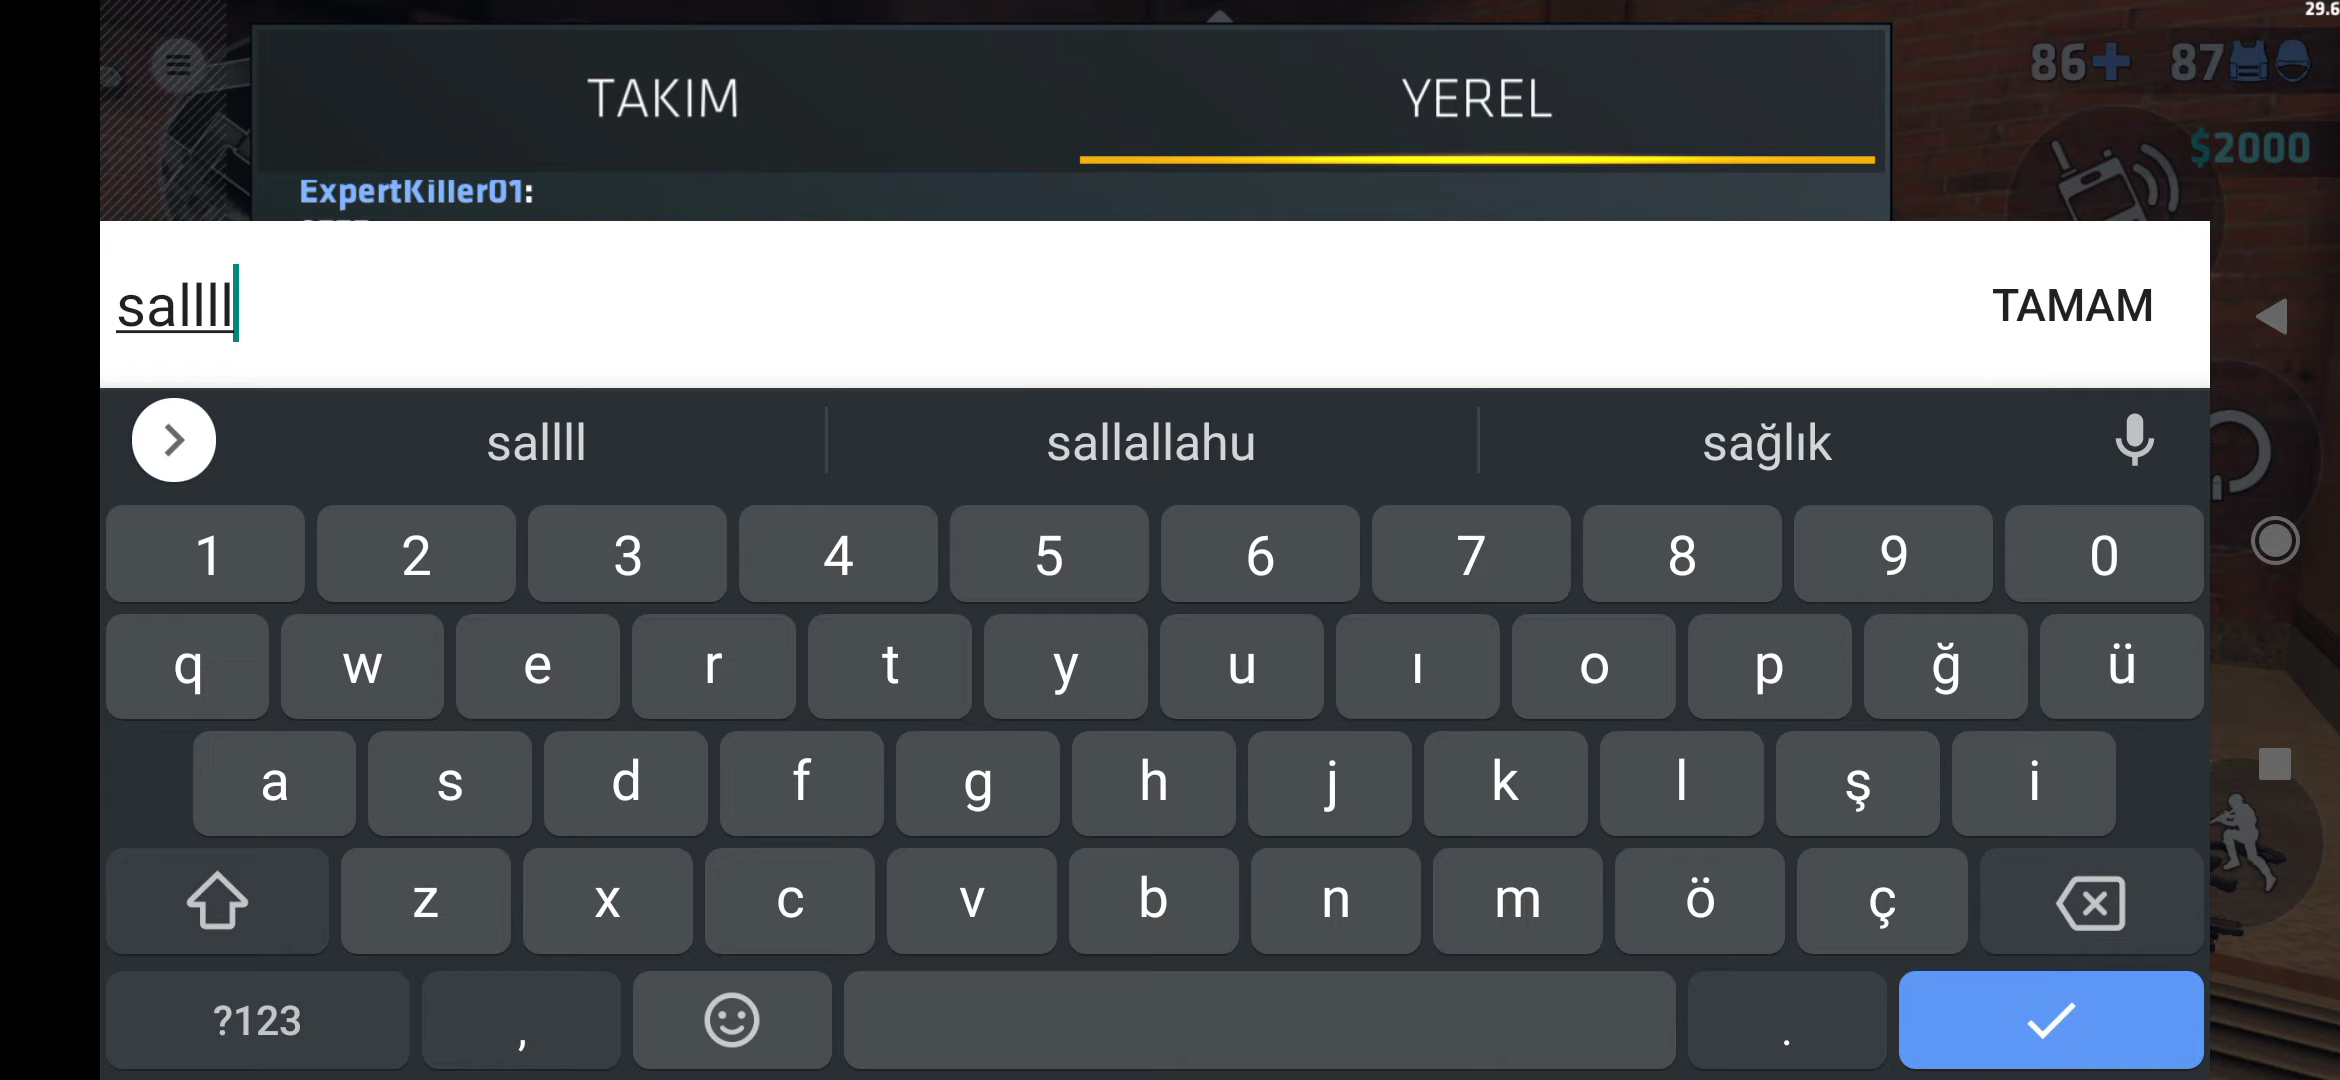 29.6
86 87
TAKIM YEREL
$2000
ExpertKiller01:
sallll TAMAM
sallll sallallahu sağlık
1 2 3 4 5 6 7 8 9 0
q w e r t y u ı o p ğ ü
a s d f g h j k l ş i
z x c v b n m ö ç
?123 , .